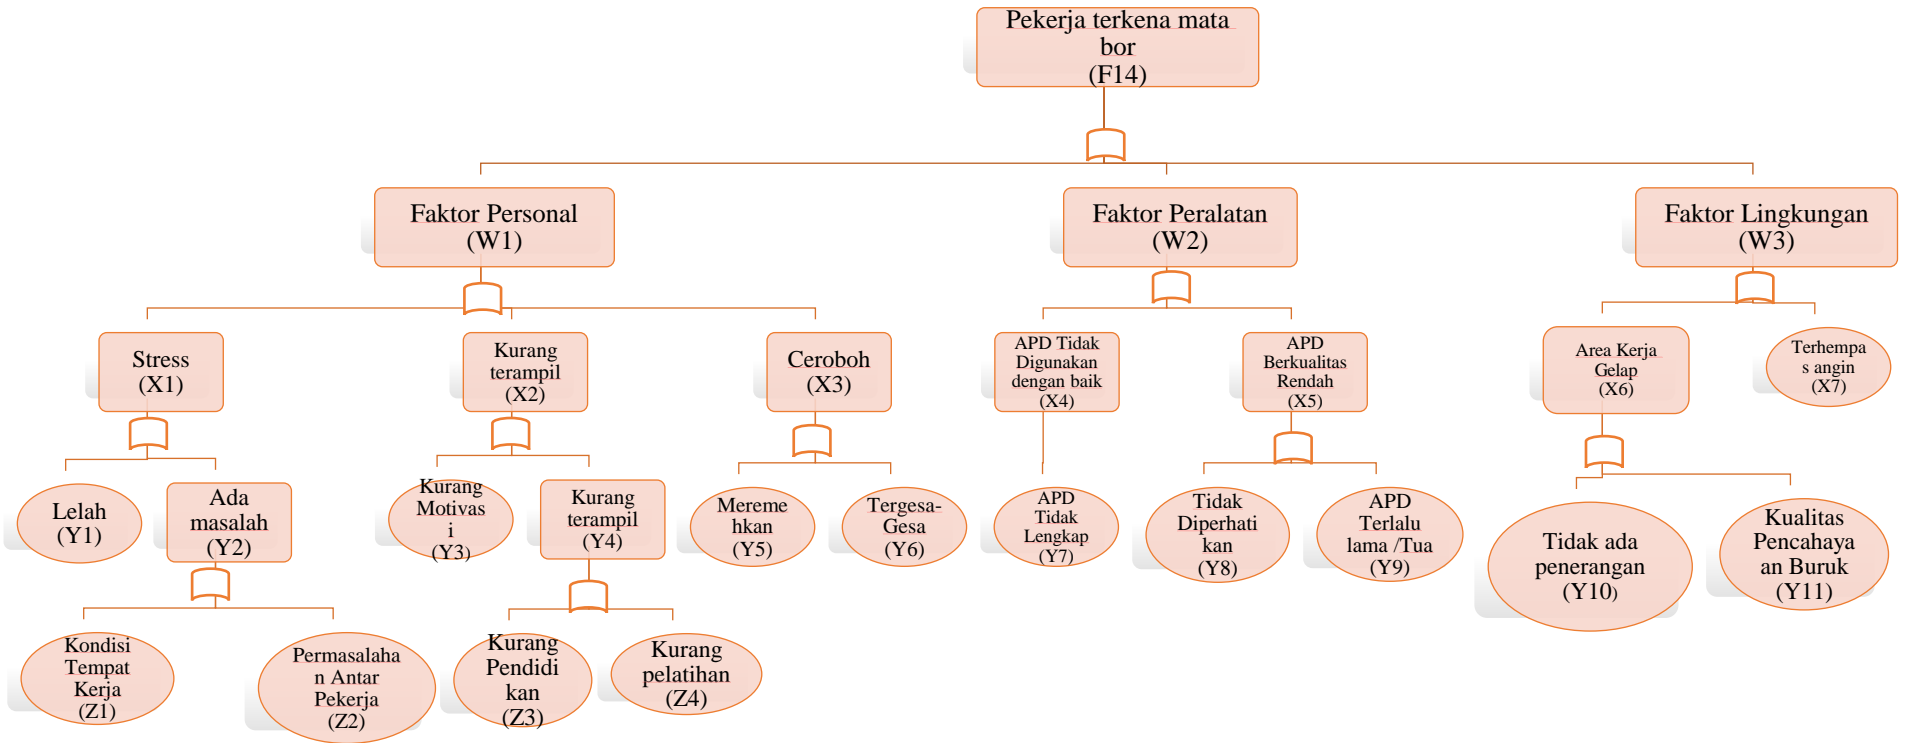 Pekerja terkena mata
bor
(F14)
Faktor Personal
(W1)
Faktor Peralatan
(W2)
Faktor Lingkungan
(W3)
Stress
(X1)
Kurang
terampil
(X2)
Ceroboh
(X3)
APD Tidak
Digunakan
dengan baik
(X4)
APD
Berkualitas
Rendah
(X5)
Area Kerja
Gelap
(X6)
Terhempa
s angin
(X7)
Lelah
(Y1)
Ada
masalah
(Y2)
Kurang
Motivas
i
(Y3)
Kurang
terampil
(Y4)
Mereme
hkan
(Y5)
Tergesa-
Gesa
(Y6)
APD
Tidak
Lengkap
(Y7)
Tidak
Diperhati
kan
(Y8)
APD
Terlalu
lama /Tua
(Y9)
Tidak ada
penerangan
(Y10)
Kualitas
Pencahaya
an Buruk
(Y11)
Kondisi
Tempat
Kerja
(Z1)
Permasalaha
n Antar
Pekerja
(Z2)
Kurang
Pendidi
kan
(Z3)
Kurang
pelatihan
(Z4)